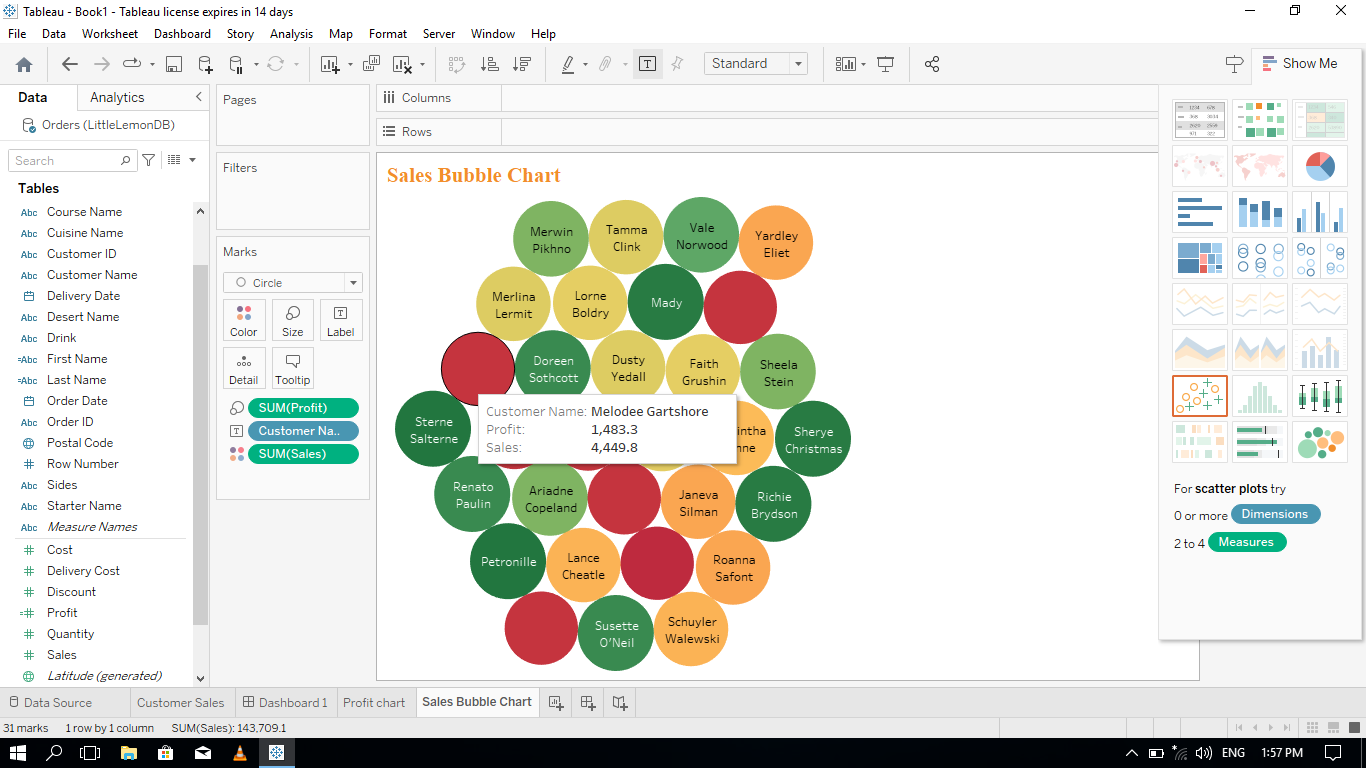 Tableau - Book1 - Tableau license expires in 14 days
File Data Worksheet Dashboard Story Analysis Map Format Server Window Help
Standard
Show Me
Data
Analytics
Orders (LittleLemonDB)
Search
Tables
Abc Course Name
Abc Cuisine Name
Abc Customer ID
Abc Customer Name
Delivery Date
Abc Desert Name
Abc Drink
=Abc First Name
=Abc Last Name
Order Date
Abc Order ID
Postal Code
# Row Number
Abc Sides
Abc Starter Name
Abc Measure Names
# Cost
# Delivery Cost
# Discount
=# Profit
# Quantity
# Sales
Latitude (generated)
Pages
Filters
Marks
Circle
Color
Size
Label
Detail
Tooltip
SUM(Profit)
Customer Na..
SUM(Sales)
Columns
Rows
Sales Bubble Chart
Merwin
Pikhno
Tamma
Clink
Vale
Norwood
Yardley
Eliet
Merlina
Lermit
Lorne
Boldry
Mady
Doreen
Sothcott
Dusty
Yedall
Faith
Grushin
Sheela
Stein
Sterne
Salterne
Customer Name: Melodee Gartshore
Profit: 1,483.3
Sales: 4,449.8
intha
nne
Sherye
Christmas
Renato
Paulin
Ariadne
Copeland
Janeva
Silman
Richie
Brydson
Petronille
Lance
Cheatle
Roanna
Safont
Susette
O'Neil
Schuyler
Walewski
For scatter plots try
0 or more Dimensions
2 to 4 Measures
Data Source
Customer Sales
Dashboard 1
Profit chart
Sales Bubble Chart
31 marks 1 row by 1 column SUM(Sales): 143,709.1
ENG 1:57 PM